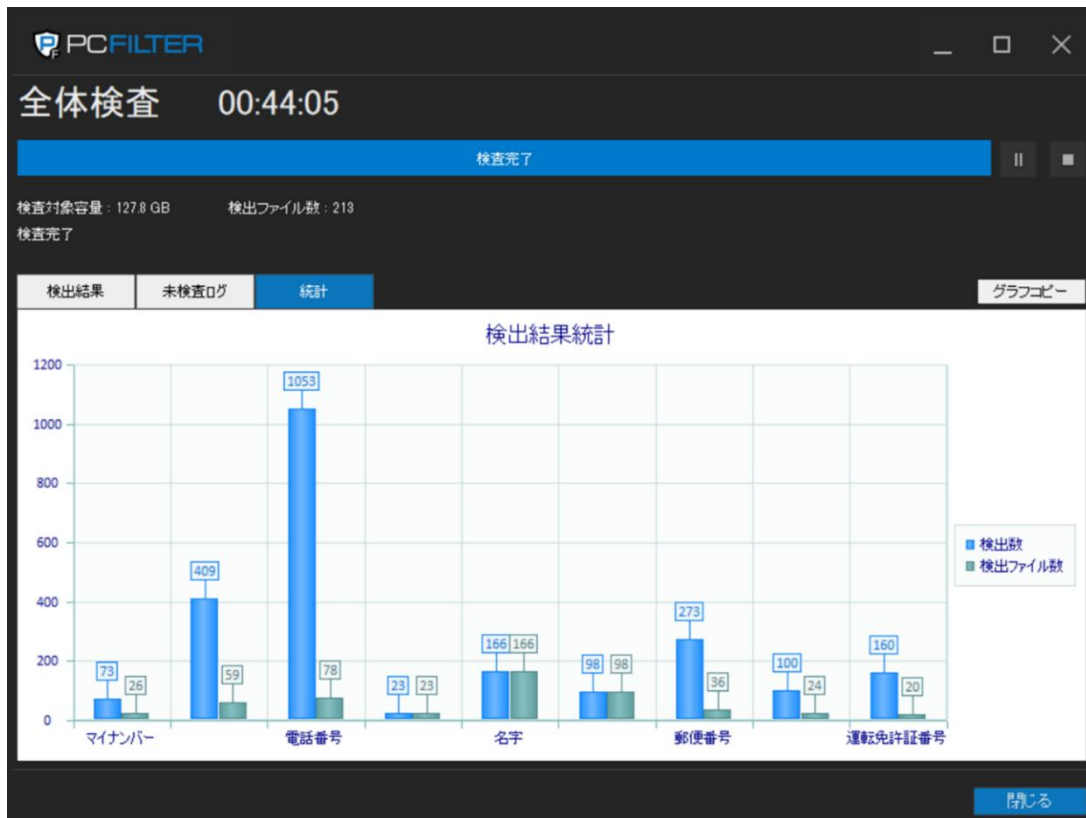 PCFILTER
全体検査 00:44:05
検査完了
検査対象容量 : 127.8 GB 検出ファイル数 : 213
検査完了
検出結果 未検査ログ 統計 グラフコピー
検出結果統計
1200
1000
800
600
400
200
0
73 26
409 59
1053 78
23 23
166 166
98 98
273 36
100 24
160 20
マイナンバー 電話番号 名字 郵便番号 運転免許証番号
検出数
検出ファイル数
閉じる